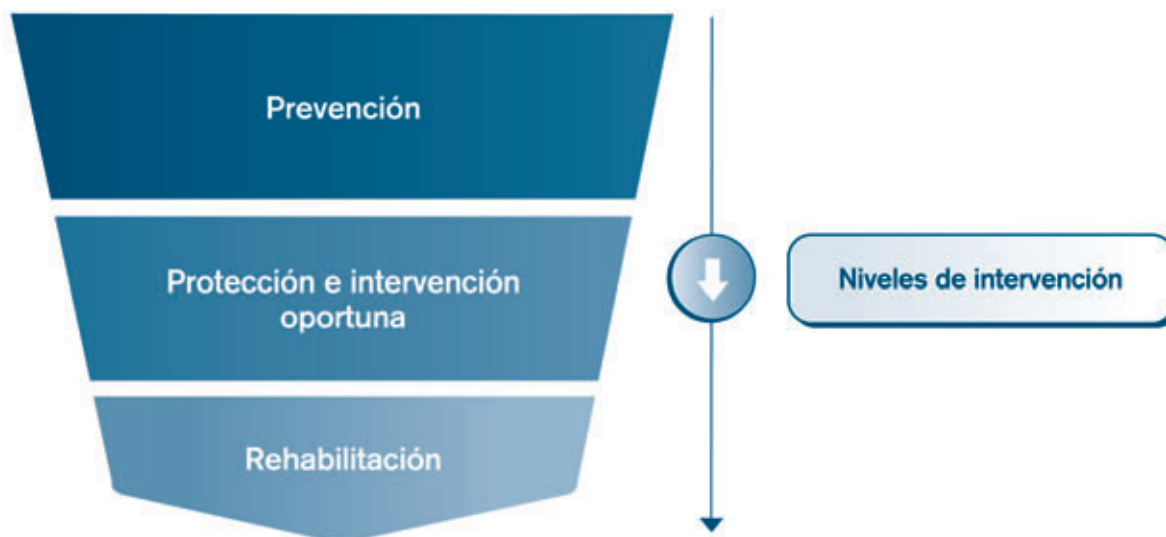 Prevención
Protección e intervención
oportuna
Niveles de intervención
Rehabilitación